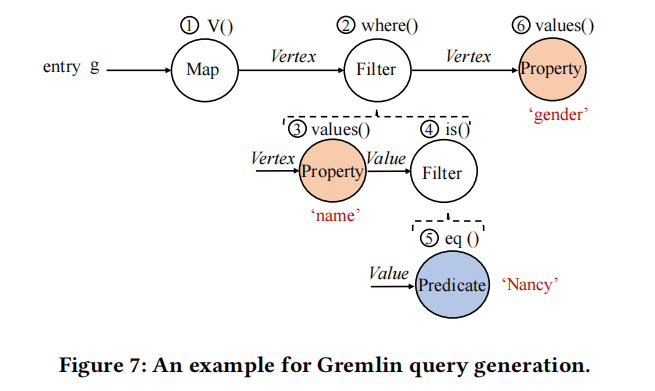 ① V()
② where()
⑥ values()
entry g
Map
Vertex
Filter
Vertex
Property
'gender'
③ values()
④ is()
Vertex
Property
Value
Filter
'name'
⑤ eq ()
Value
Predicate
'Nancy'
Figure 7: An example for Gremlin query generation.